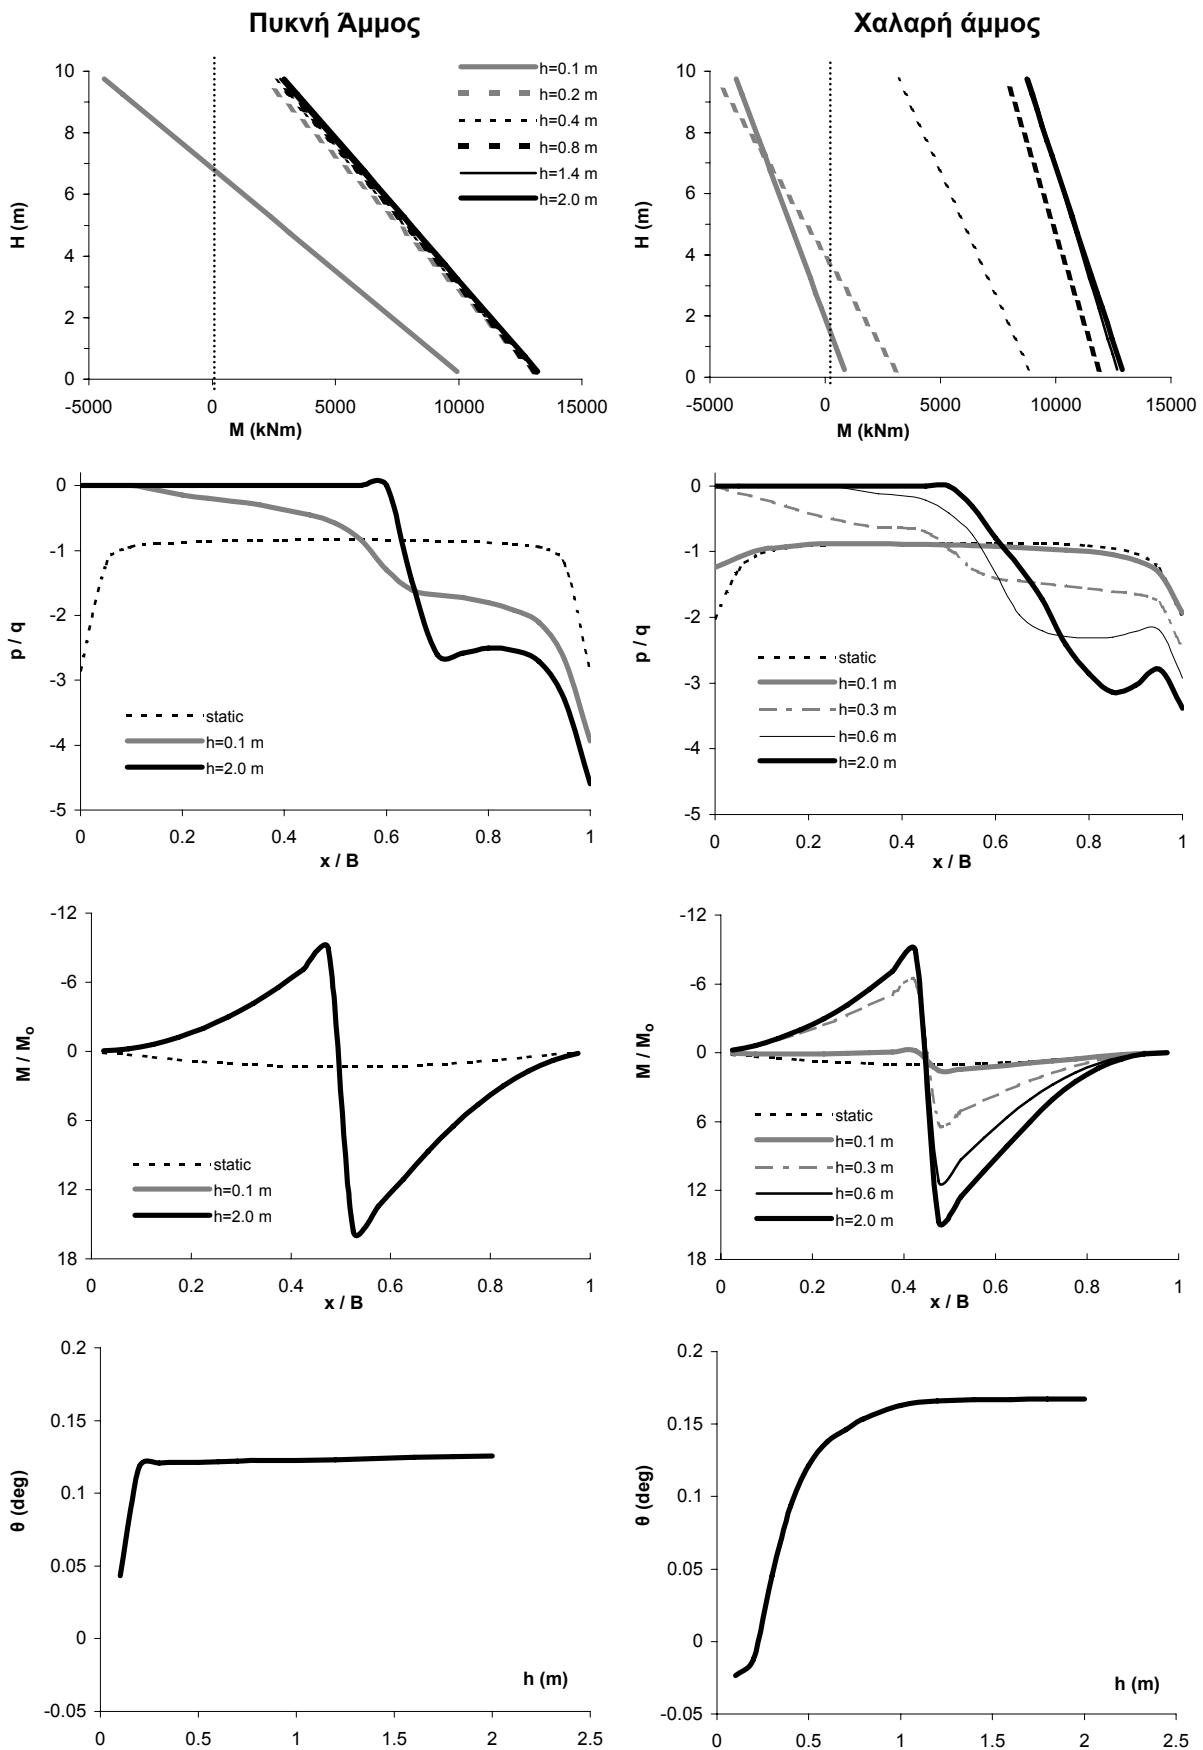 Πυκνή Άμμος
Χαλαρή άμμος
10
8
6
4
2
0
H (m)
-5000
0
5000
10000
15000
M (kNm)
h=0.1 m
h=0.2 m
h=0.4 m
h=0.8 m
h=1.4 m
h=2.0 m
10
8
6
4
2
0
H (m)
-5000
0
5000
10000
15000
M (kNm)
0
-1
-2
-3
-4
-5
p / q
static
h=0.1 m
h=2.0 m
0
0.2
0.4
0.6
0.8
1
x / B
0
-1
-2
-3
-4
-5
p / q
static
h=0.1 m
h=0.3 m
h=0.6 m
h=2.0 m
0
0.2
0.4
0.6
0.8
1
x / B
-12
-6
0
6
12
18
M / Mo
static
h=0.1 m
h=2.0 m
0
0.2
0.4
0.6
0.8
1
x / B
-12
-6
0
6
12
18
M / Mo
static
h=0.1 m
h=0.3 m
h=0.6 m
h=2.0 m
0
0.2
0.4
0.6
0.8
1
x / B
0.2
0.15
0.1
0.05
0
-0.05
θ (deg)
h (m)
0
0.5
1
1.5
2
2.5
0.2
0.15
0.1
0.05
0
-0.05
θ (deg)
h (m)
0
0.5
1
1.5
2
2.5